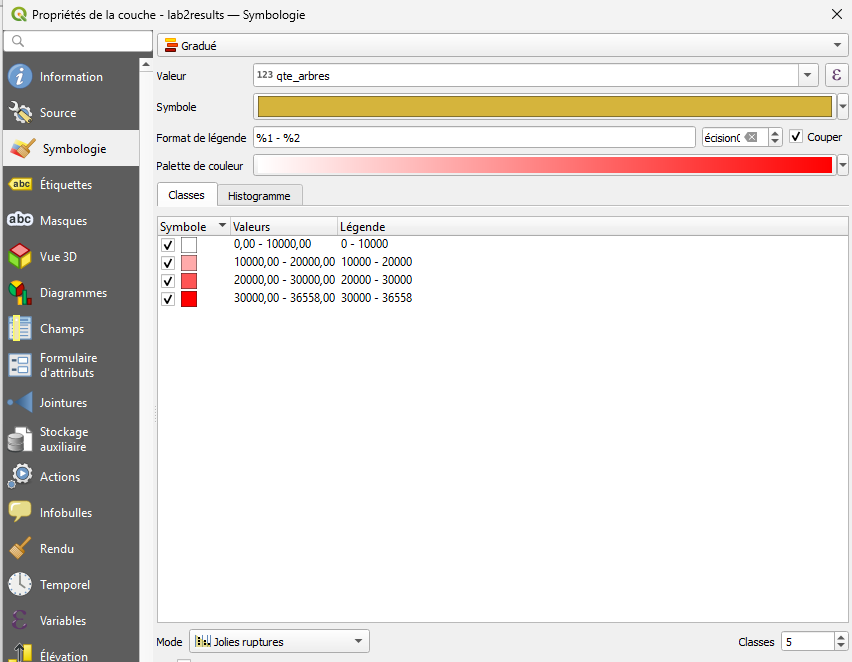 Propriétés de la couche - lab2results — Symbologie
Gradué
Information
Valeur
123 qte_arbres
ε
Source
Symbole
Symbologie
Format de légende
%1 - %2
écision0
Couper
Palette de couleur
abc Étiquettes
Classes
Histogramme
abc Masques
Symbole Valeurs Légende
0,00 - 10000,00 0 - 10000
Vue 3D
10000,00 - 20000,00 10000 - 20000
20000,00 - 30000,00 20000 - 30000
Diagrammes
30000,00 - 36558,00 30000 - 36558
Champs
Formulaire
d'attributs
Jointures
Stockage
auxiliaire
Actions
Infobulles
Rendu
Temporel
ε Variables
Mode
Jolies ruptures
Classes
5
Élévation